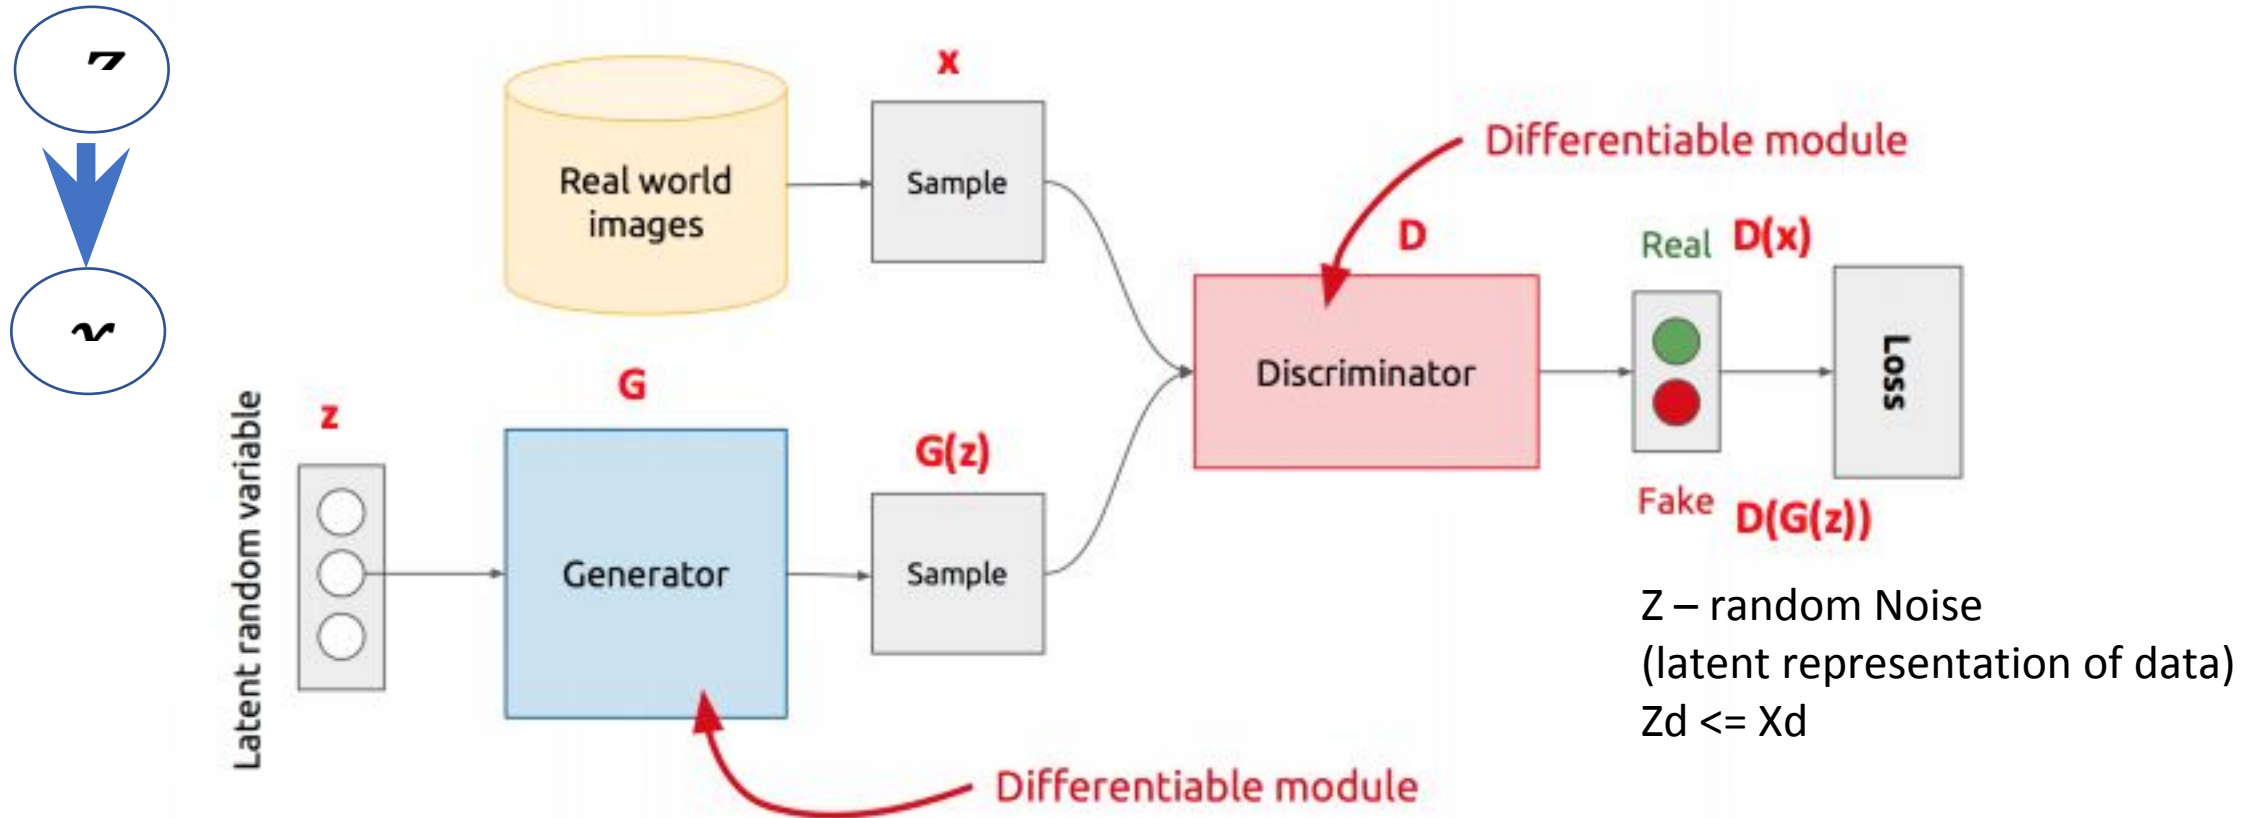 z
x
Real world
images
x
Sample
Differentiable module
D
Discriminator
Real D(x)
Loss
Fake D(G(z))
Latent random variable
z
G
Generator
G(z)
Sample
Differentiable module
Z – random Noise
(latent representation of data)
Zd <= Xd